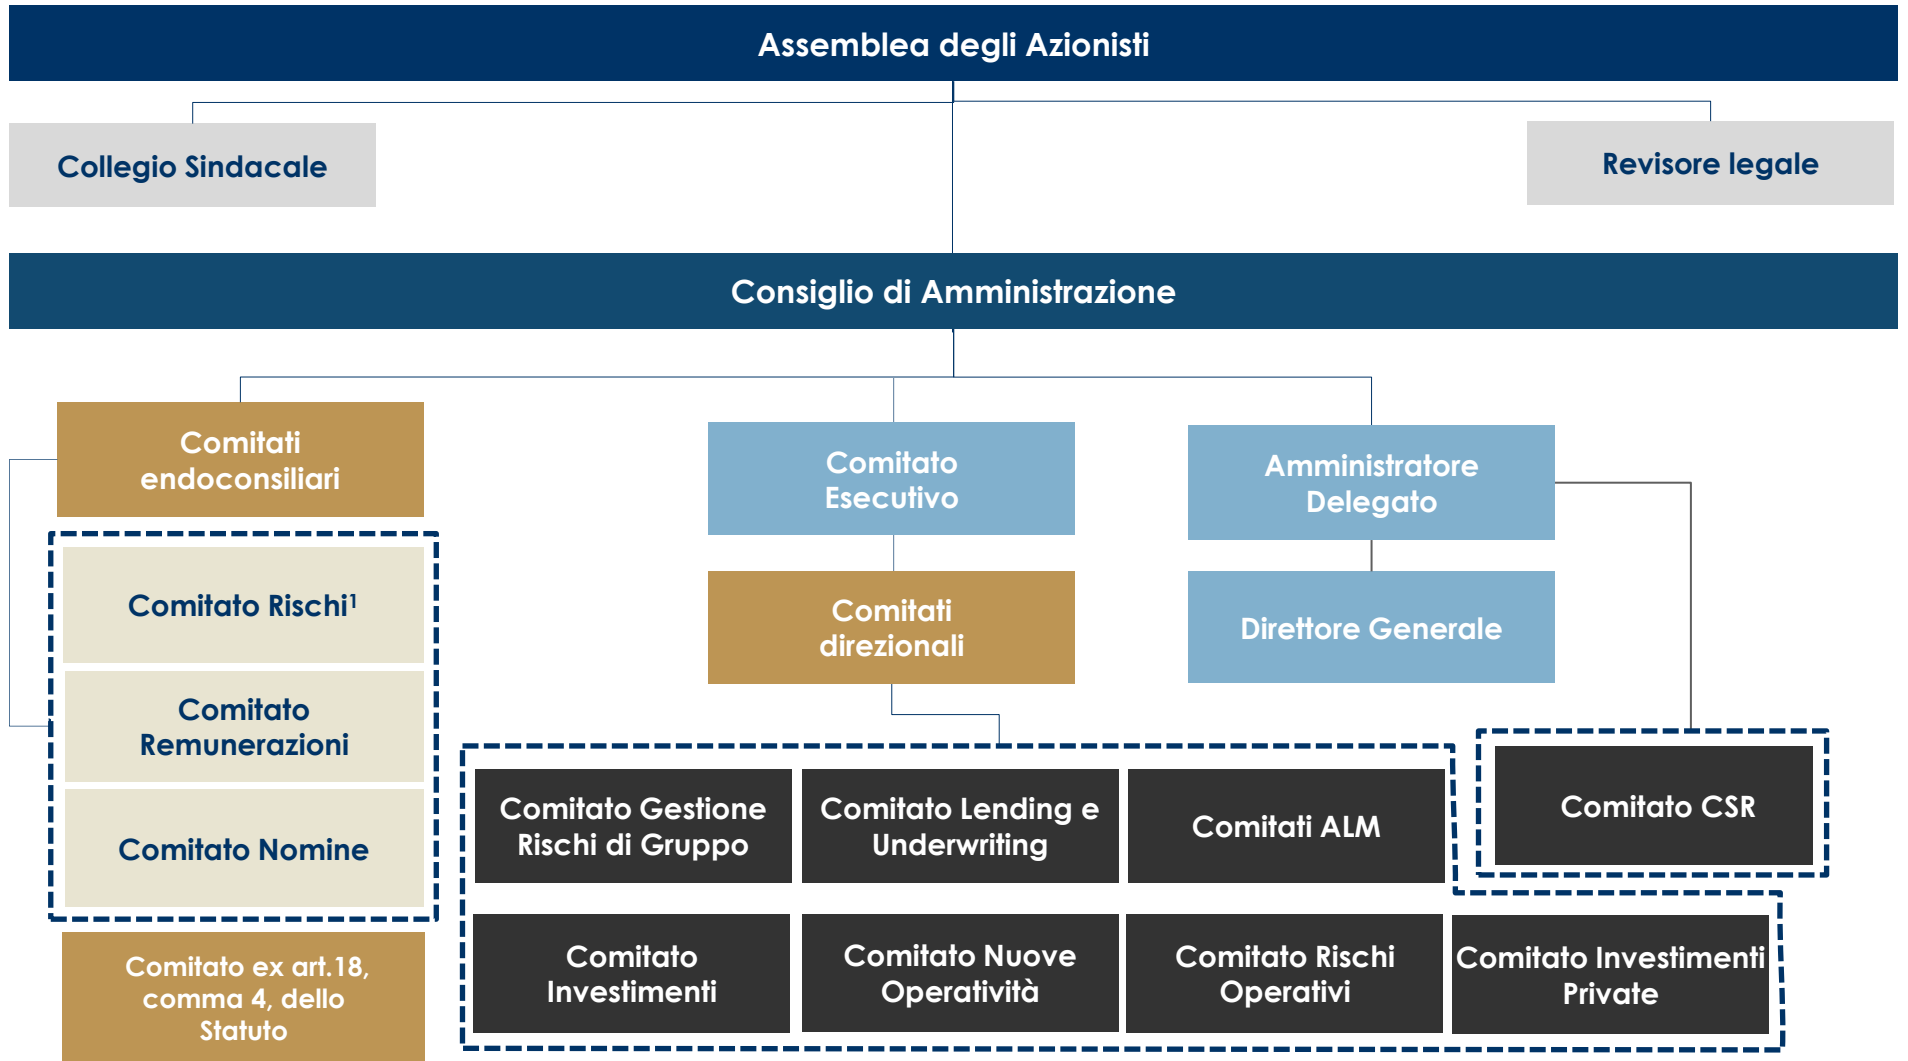 Assemblea degli Azionisti
Collegio Sindacale
Revisore legale
Consiglio di Amministrazione
Comitati
endoconsiliari
Comitato
Esecutivo
Amministratore
Delegato
Comitato Rischi¹
Comitati
direzionali
Direttore Generale
Comitato
Remunerazioni
Comitato Nomine
Comitato Gestione
Rischi di Gruppo
Comitato Lending e
Underwriting
Comitati ALM
Comitato CSR
Comitato ex art.18,
comma 4, dello
Statuto
Comitato
Investimenti
Comitato Nuove
Operatività
Comitato Rischi
Operativi
Comitato Investimenti
Private